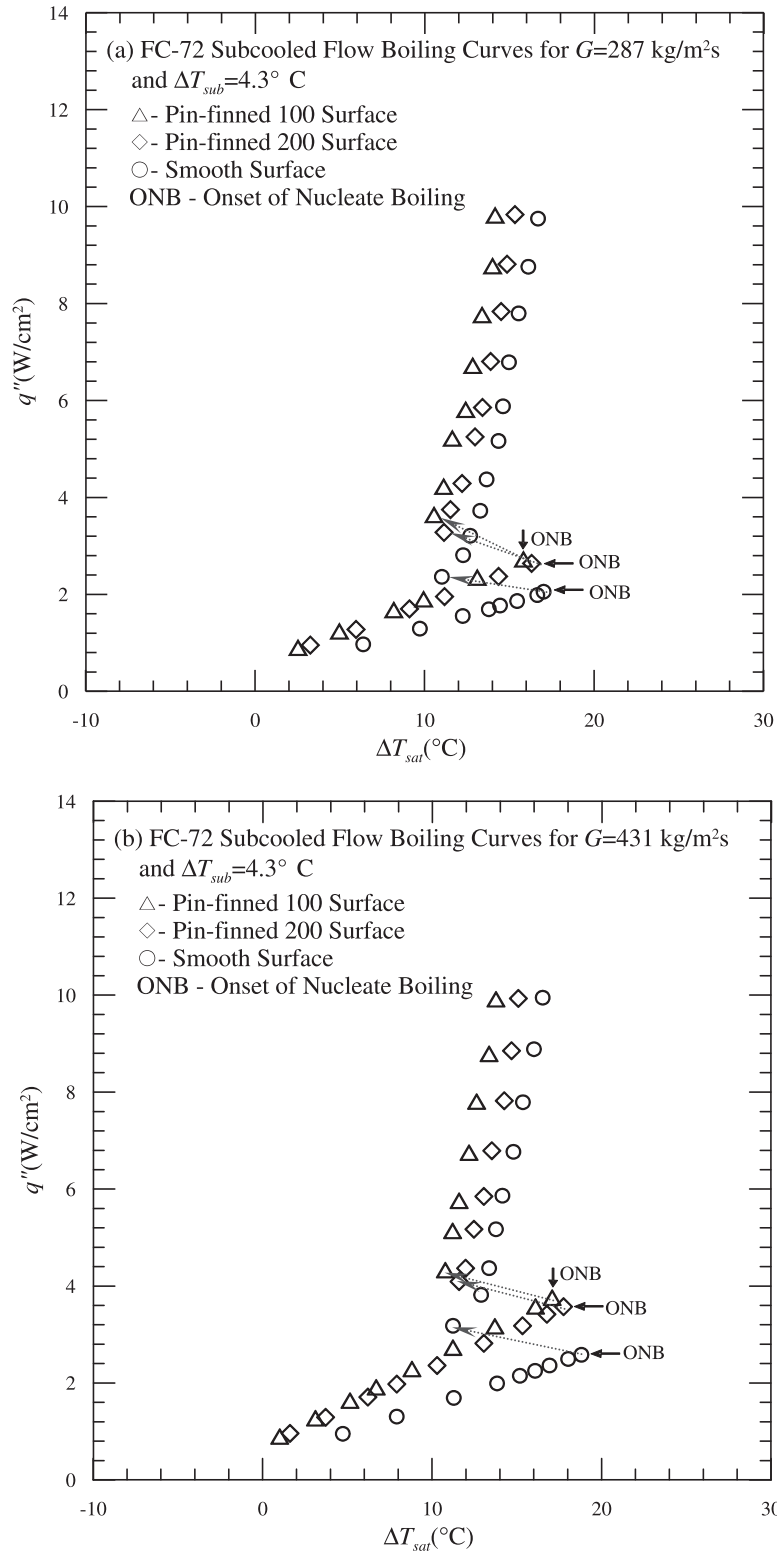 14
(a) FC-72 Subcooled Flow Boiling Curves for G=287 kg/m²s
and ΔTsub=4.3° C
△- Pin-finned 100 Surface
◇- Pin-finned 200 Surface
○- Smooth Surface
ONB - Onset of Nucleate Boiling
12
10
8
6
4
2
0
q"(W/cm²)
ONB
ONB
ONB
-10
0
10
20
30
ΔTsat(°C)
14
(b) FC-72 Subcooled Flow Boiling Curves for G=431 kg/m²s
and ΔTsub=4.3° C
△- Pin-finned 100 Surface
◇- Pin-finned 200 Surface
○- Smooth Surface
ONB - Onset of Nucleate Boiling
12
10
8
6
4
2
0
q"(W/cm²)
ONB
ONB
ONB
-10
0
10
20
30
ΔTsat(°C)